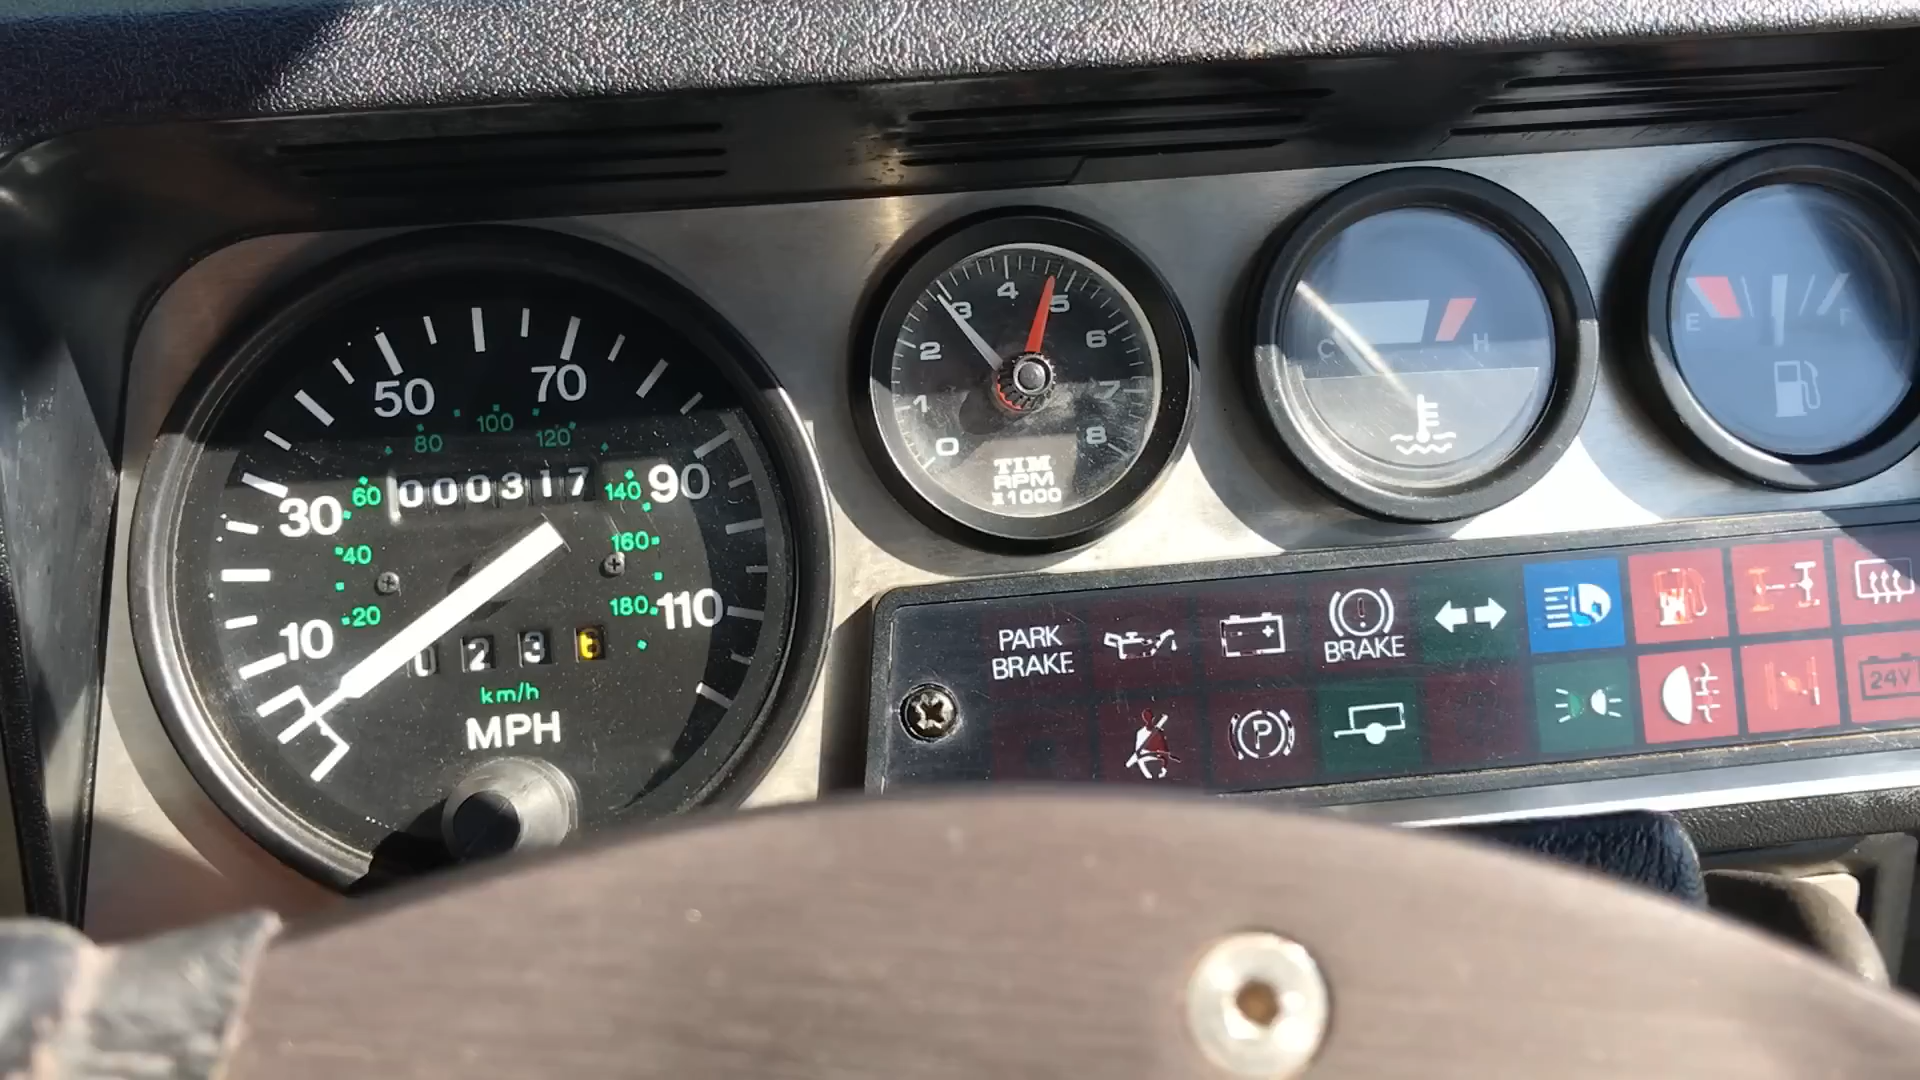 50 70
80 100 120
30 60 000317 140 90
40 160
10 20 180 110
0 2 3 6
km/h
MPH
0 1 2 3 4 5 6 7 8
TIM
RPM
X1000
C H
E F
PARK
BRAKE
BRAKE
P
24V